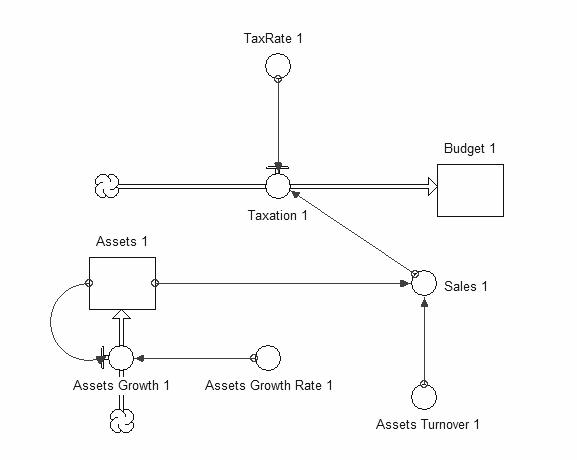 TaxRate 1
Budget 1
Taxation 1
Assets 1
Sales 1
Assets Growth 1
Assets Growth Rate 1
Assets Turnover 1